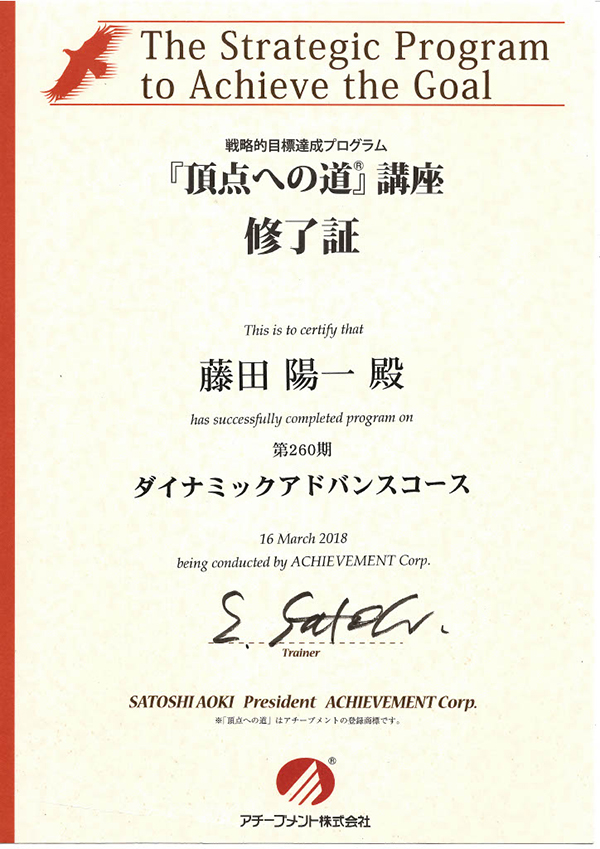 The Strategic Program
to Achieve the Goal
戦略的目標達成プログラム
『頂点への道®』講座
修了証
This is to certify that
藤田 陽一 殿
has successfully completed program on
第260期
ダイナミックアドバンスコース
16 March 2018
being conducted by ACHIEVEMENT Corp.
Trainer
SATOSHI AOKI President ACHIEVEMENT Corp.
※「頂点への道」はアチーブメントの登録商標です。
®
アチーブメント株式会社